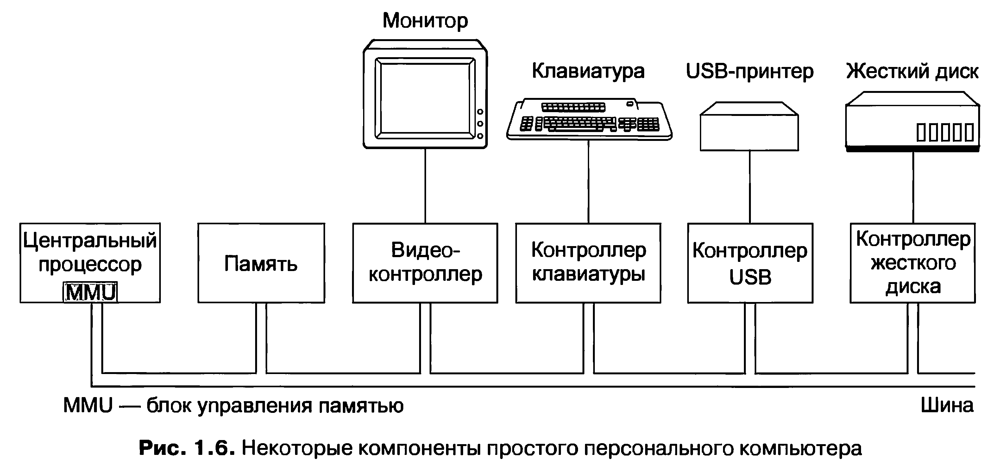 Монитор
Клавиатура
USB-принтер
Жесткий диск
Центральный
процессор
MMU
Память
Видео-
контроллер
Контроллер
клавиатуры
Контроллер
USB
Контроллер
жесткого
диска
MMU — блок управления памятью
Шина
Рис. 1.6. Некоторые компоненты простого персонального компьютера